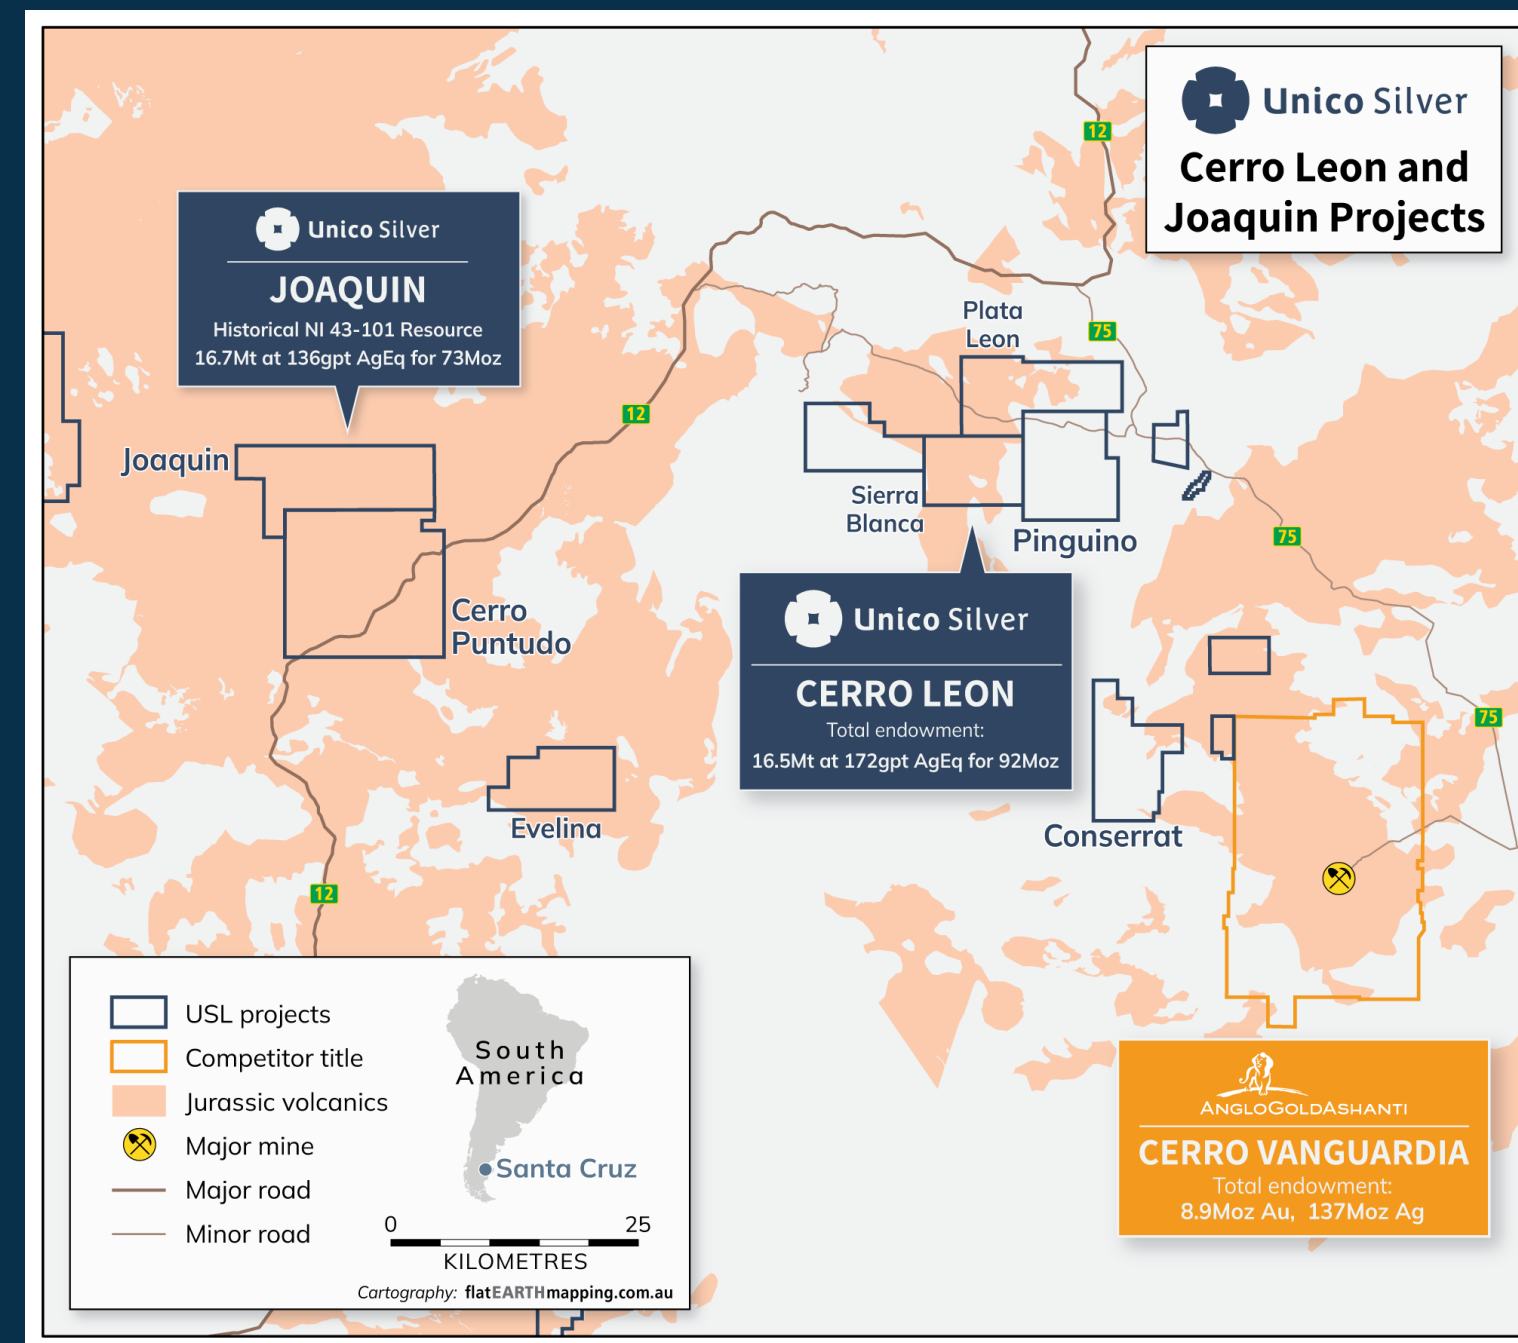 Unico Silver
Cerro Leon and
Joaquin Projects
12
Unico Silver
JOAQUIN
Historical NI 43-101 Resource
16.7Mt at 136gpt AgEq for 73Moz
Plata
Leon
75
12
Joaquin
Sierra
Blanca
Pinguino
75
Cerro
Puntudo
Unico Silver
CERRO LEON
Total endowment:
16.5Mt at 172gpt AgEq for 92Moz
75
Evelina
Conserrat
12
USL projects
Competitor title
Jurassic volcanics
Major mine
Major road
Minor road
South
America
Santa Cruz
0 25
KILOMETRES
Cartography: flatEARTHmapping.com.au
ANGLOGOLDASHANTI
CERRO VANGUARDIA
Total endowment:
8.9Moz Au, 137Moz Ag